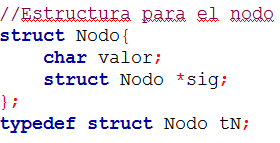 //Estructura para el nodo
struct Nodo{
    char valor;
    struct Nodo *sig;
};
typedef struct Nodo tN;